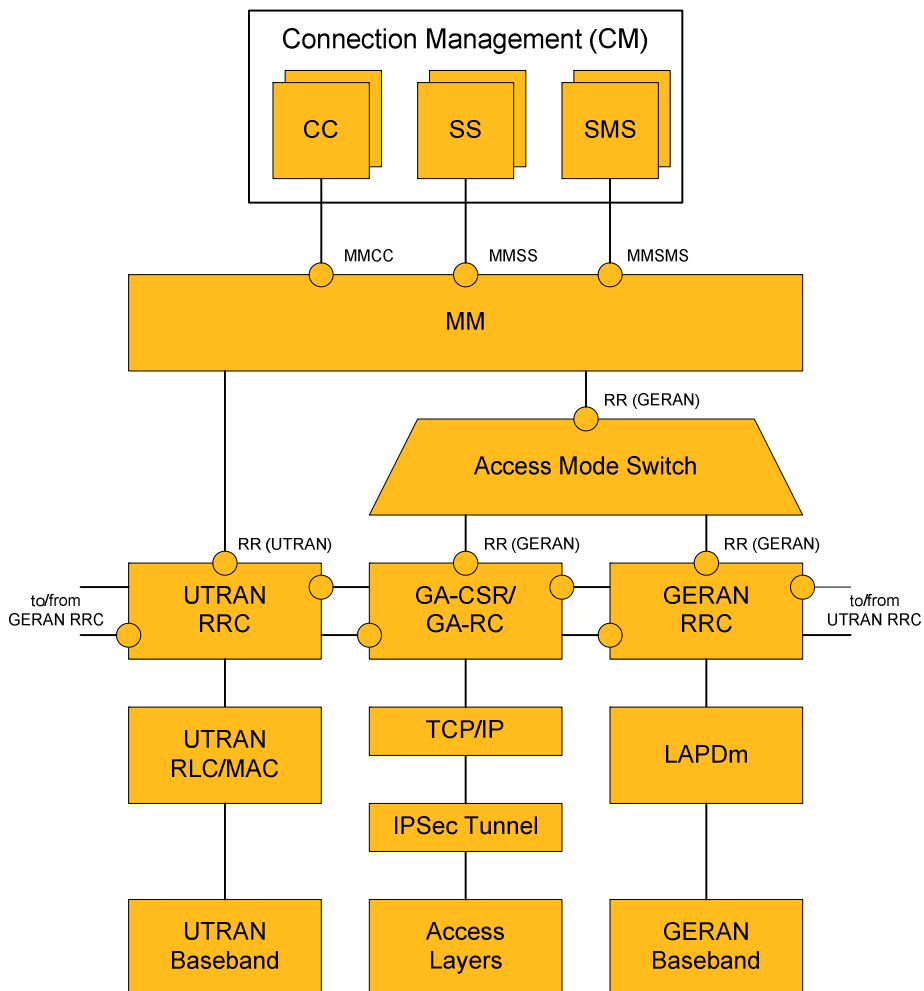 Connection Management (CM)
CC
SS
SMS
MMCC
MMSS
MMSMS
MM
RR (GERAN)
Access Mode Switch
RR (UTRAN)
RR (GERAN)
RR (GERAN)
to/from
GERAN RRC
UTRAN
RRC
GA-CSR/
GA-RC
GERAN
RRC
to/from
UTRAN RRC
UTRAN
RLC/MAC
TCP/IP
LAPDm
IPSec Tunnel
UTRAN
Baseband
Access
Layers
GERAN
Baseband